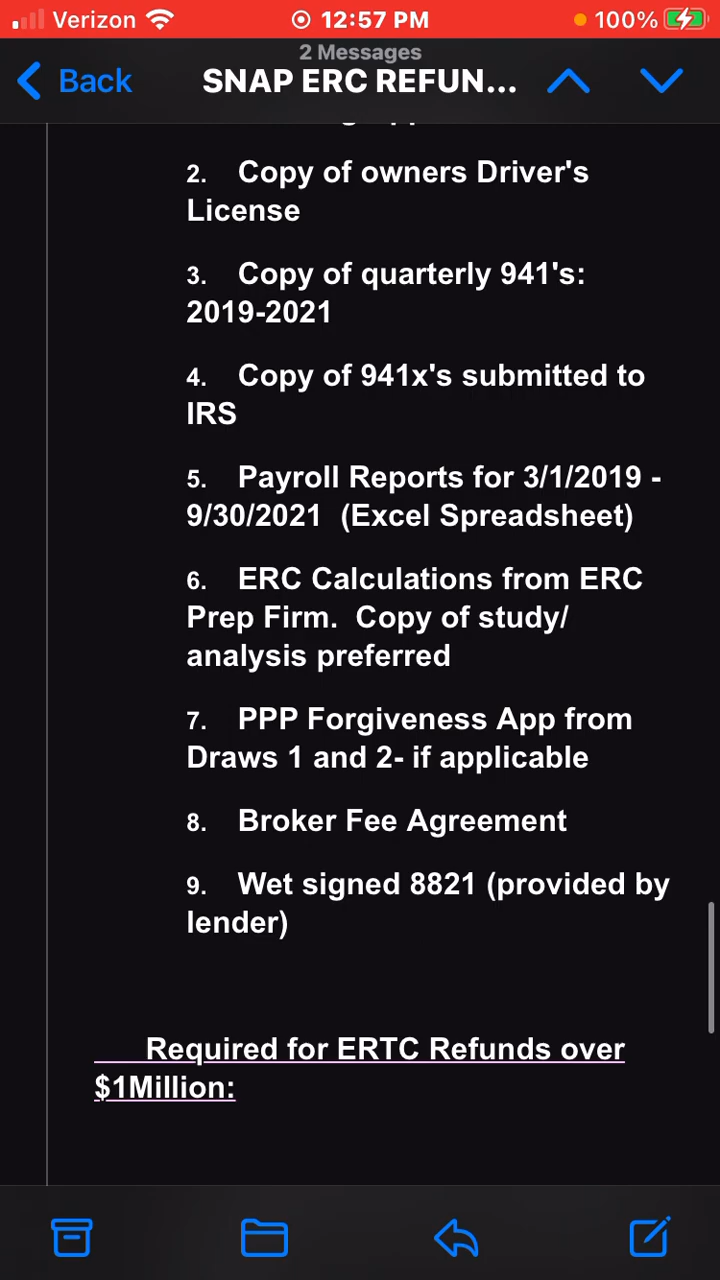 Verizon 12:57 PM 100%
2 Messages
Back SNAP ERC REFUN...
2. Copy of owners Driver's
License
3. Copy of quarterly 941's:
2019-2021
4. Copy of 941x's submitted to
IRS
5. Payroll Reports for 3/1/2019 -
9/30/2021 (Excel Spreadsheet)
6. ERC Calculations from ERC
Prep Firm. Copy of study/
analysis preferred
7. PPP Forgiveness App from
Draws 1 and 2- if applicable
8. Broker Fee Agreement
9. Wet signed 8821 (provided by
lender)
Required for ERTC Refunds over
$1Million: